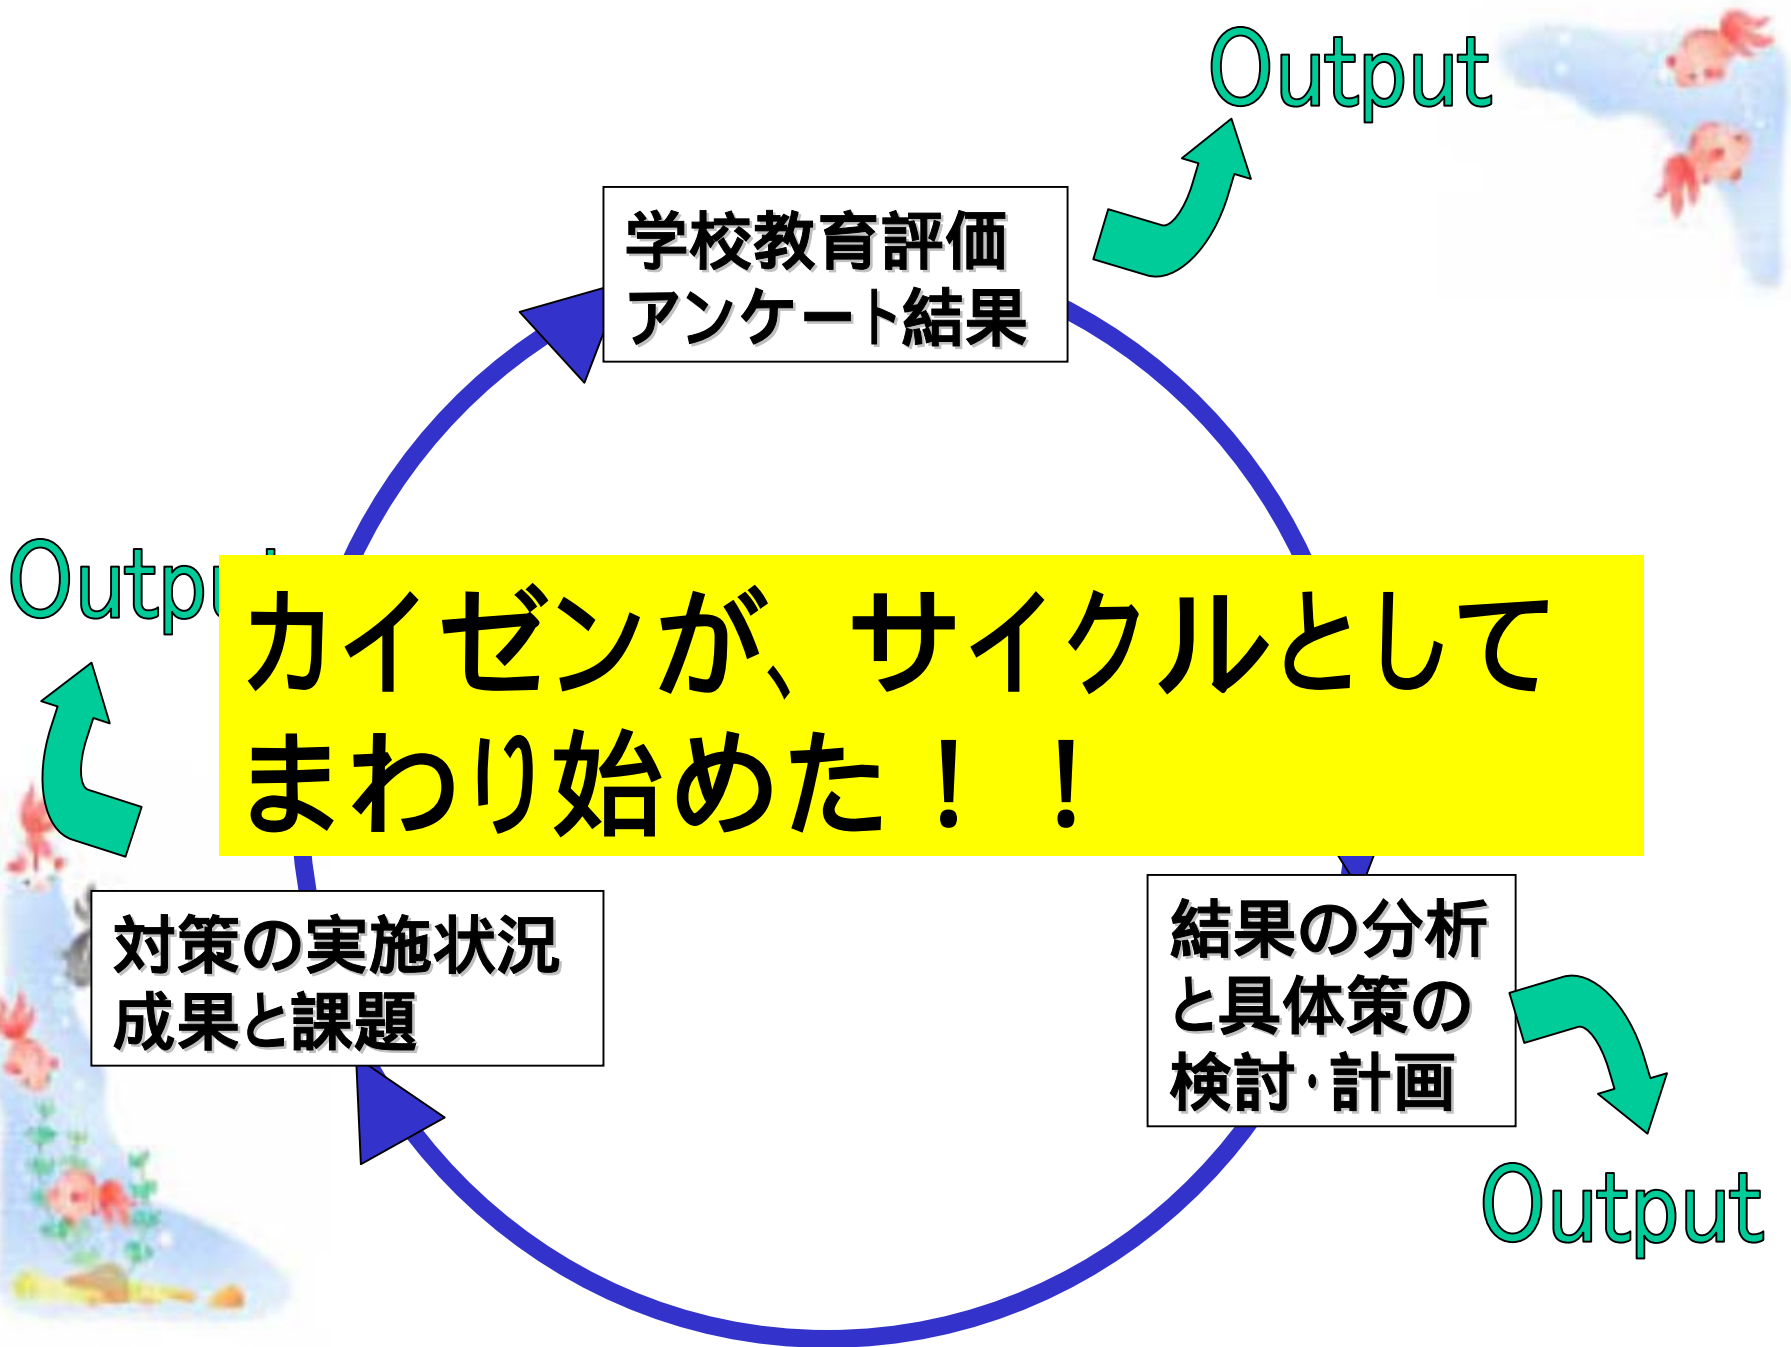 Output
学校教育評価
アンケート結果
Outpu
カイゼンが、サイクルとして
まわり始めた！！
対策の実施状況
成果と課題
結果の分析
と具体策の
検討・計画
Output